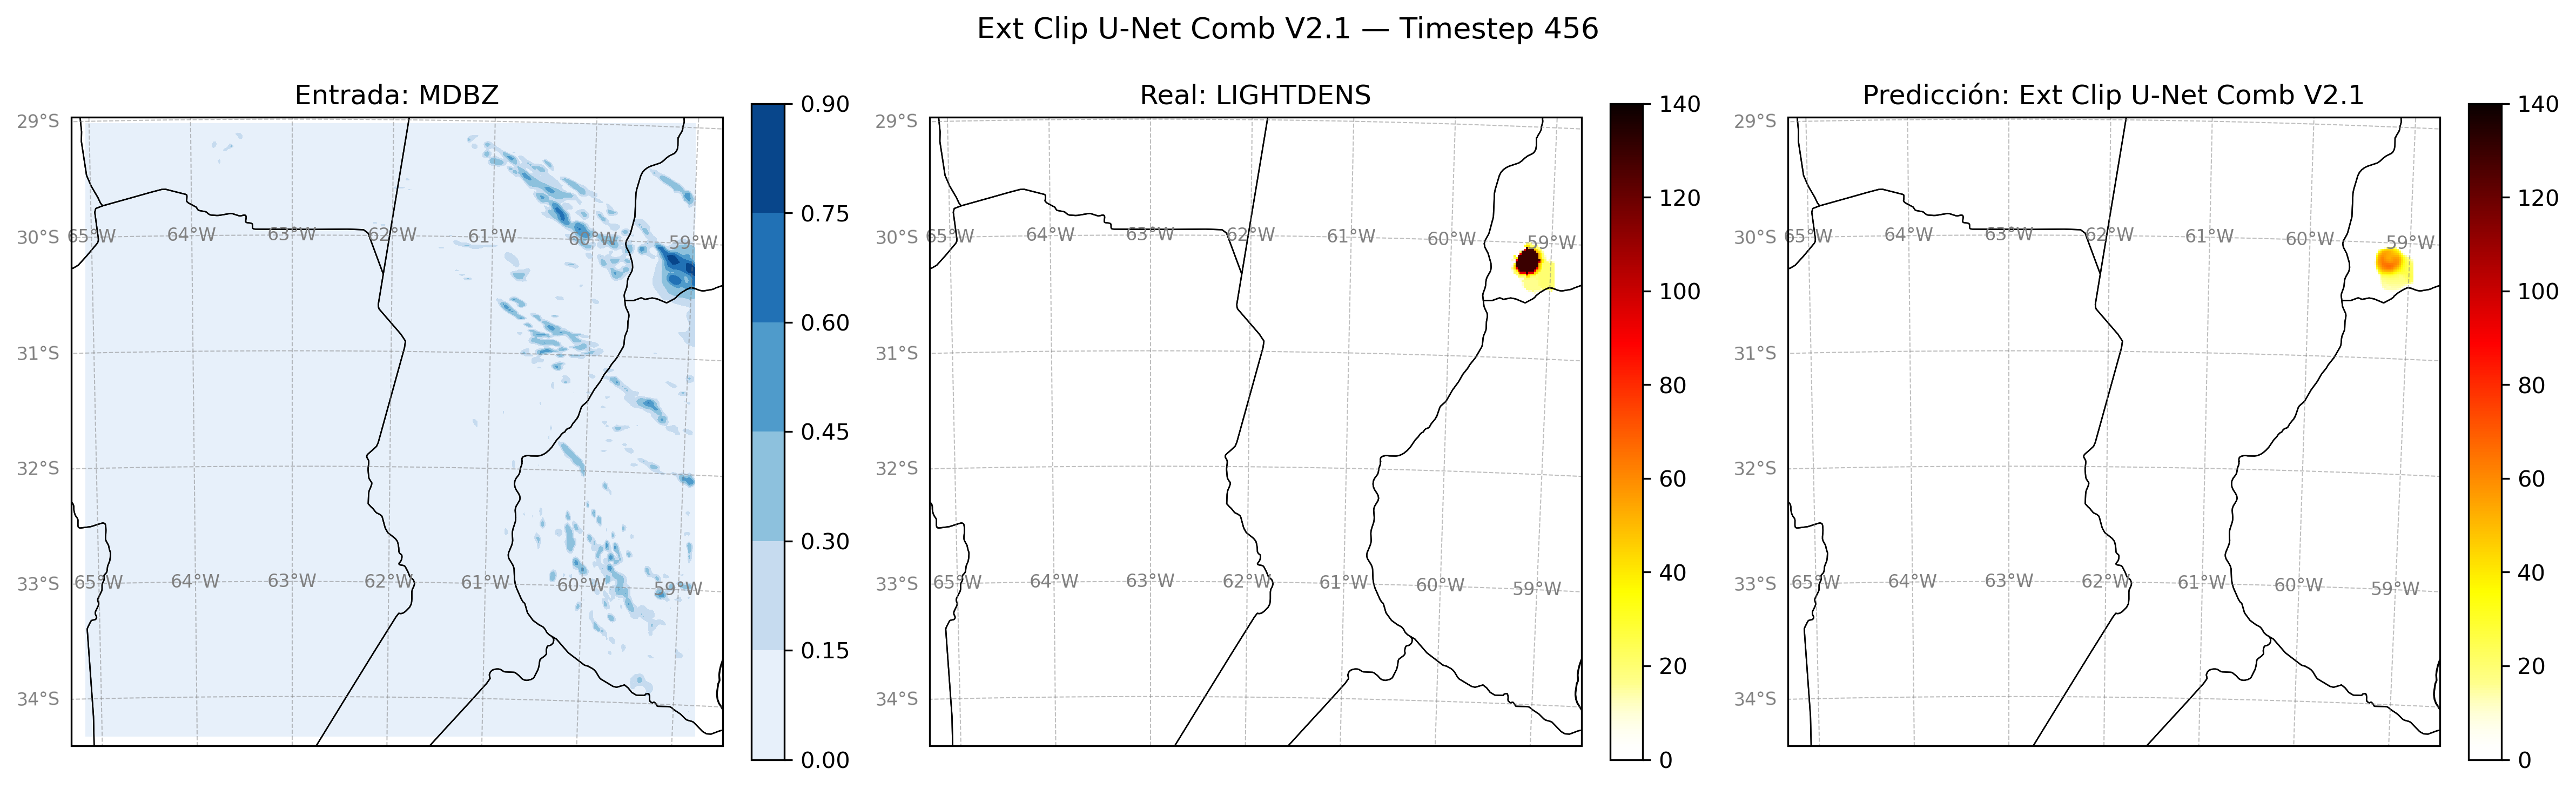 Ext Clip U-Net Comb V2.1 — Timestep 456
Entrada: MDBZ
29°S
30°S
31°S
32°S
33°S
34°S
65°W 64°W 63°W 62°W 61°W 60°W 59°W
65°W 64°W 63°W 62°W 61°W 60°W 59°W
0.90
0.75
0.60
0.45
0.30
0.15
0.00
Real: LIGHTDENS
29°S
30°S
31°S
32°S
33°S
34°S
65°W 64°W 63°W 62°W 61°W 60°W 59°W
65°W 64°W 63°W 62°W 61°W 60°W 59°W
140
120
100
80
60
40
20
0
Predicción: Ext Clip U-Net Comb V2.1
29°S
30°S
31°S
32°S
33°S
34°S
65°W 64°W 63°W 62°W 61°W 60°W 59°W
65°W 64°W 63°W 62°W 61°W 60°W 59°W
140
120
100
80
60
40
20
0